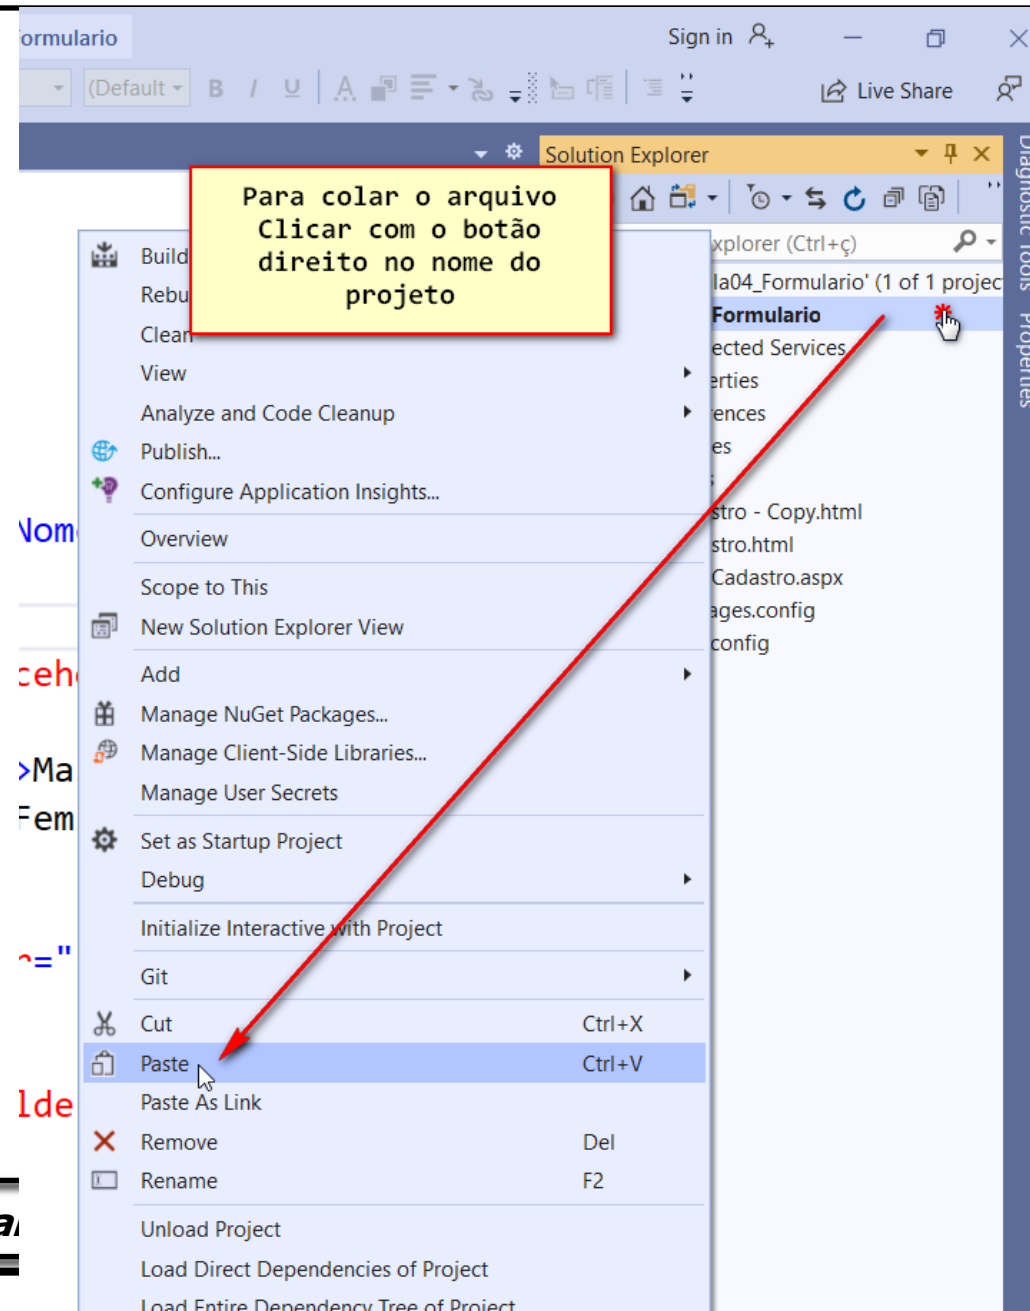 ormulario
Sign in
(Default
B I U A
Live Share
Solution Explorer
Para colar o arquivo
Clicar com o botão
direito no nome do
projeto
xplorer (Ctrl+ç)
la04_Formulario' (1 of 1 projec
Formulario
ected Services
erties
ences
es
stro - Copy.html
stro.html
Cadastro.aspx
ages.config
config
Diagnostic Tools
Properties
Build
Rebu
Clean
View
Analyze and Code Cleanup
Publish...
Configure Application Insights...
Overview
Scope to This
New Solution Explorer View
Add
Manage NuGet Packages...
Manage Client-Side Libraries...
Manage User Secrets
Set as Startup Project
Debug
Initialize Interactive with Project
Git
Cut Ctrl+X
Paste Ctrl+V
Paste As Link
Remove Del
Rename F2
Unload Project
Load Direct Dependencies of Project
Load Entire Dependency Tree of Project
Nom
ceh
>Ma
Fem
r="
lde